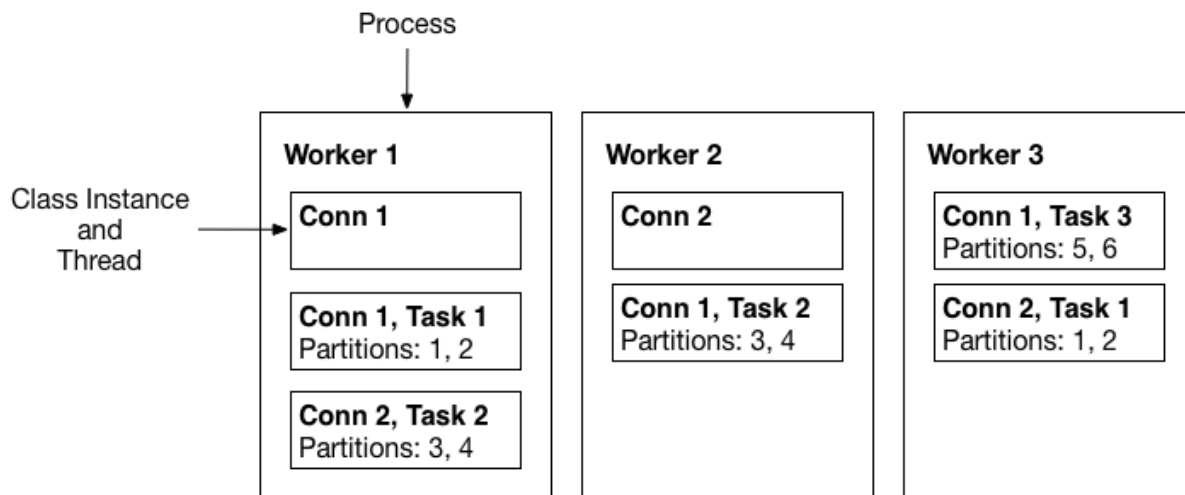 Process
Class Instance
and
Thread
Worker 1
Conn 1
Conn 1, Task 1
Partitions: 1, 2
Conn 2, Task 2
Partitions: 3, 4
Worker 2
Conn 2
Conn 1, Task 2
Partitions: 3, 4
Worker 3
Conn 1, Task 3
Partitions: 5, 6
Conn 2, Task 1
Partitions: 1, 2